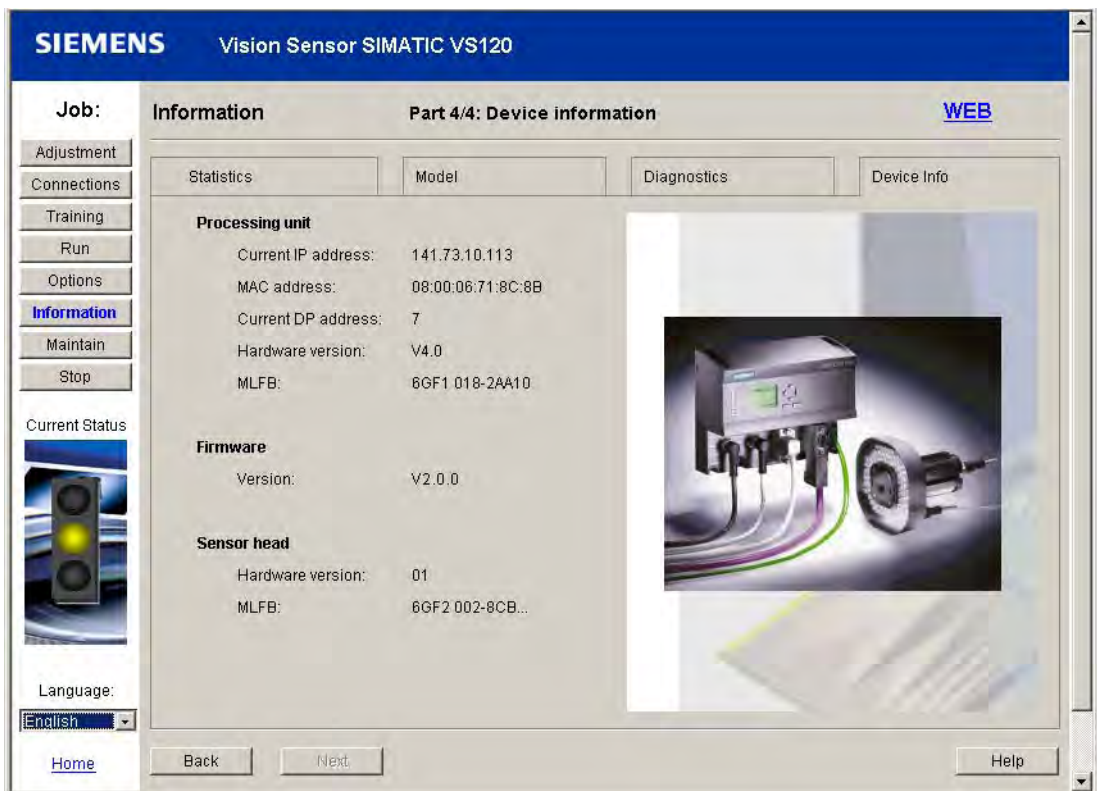 SIEMENS Vision Sensor SIMATIC VS120
Job:
Information Part 4/4: Device information WEB
Adjustment
Connections
Training
Run
Options
Information
Maintain
Stop
Current Status
Language:
English
Home
Statistics Model Diagnostics Device Info
Processing unit
Current IP address: 141.73.10.113
MAC address: 08:00:06:71:8C:8B
Current DP address: 7
Hardware version: V4.0
MLFB: 6GF1 018-2AA10
Firmware
Version: V2.0.0
Sensor head
Hardware version: 01
MLFB: 6GF2 002-8CB...
Back Next Help